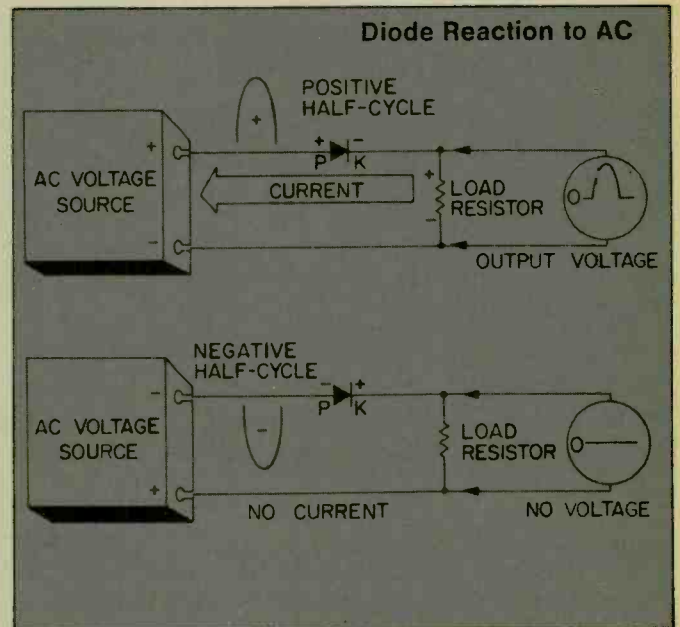 Diode Reaction to AC
POSITIVE
HALF-CYCLE
+
+ -
P K
+
AC VOLTAGE
SOURCE
-
CURRENT
+
-
LOAD
RESISTOR
O
OUTPUT VOLTAGE
NEGATIVE
HALF-CYCLE
-
- +
P K
-
AC VOLTAGE
SOURCE
+
LOAD
RESISTOR
O
NO CURRENT
NO VOLTAGE